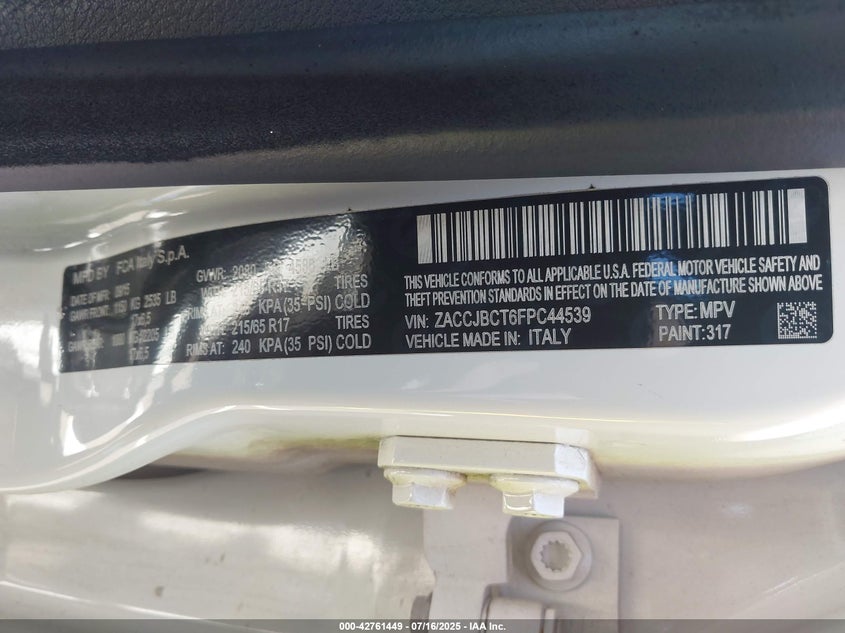 MFD BY FCA Italy S.p.A.
GVWR: 2080
TIRES
KPA (35 PSI) COLD
2535 LB
215/65 R17 TIRES
RIMS AT: 240 KPA (35 PSI) COLD
THIS VEHICLE CONFORMS TO ALL APPLICABLE U.S.A. FEDERAL MOTOR VEHICLE SAFETY AND
THEFT PREVENTION STANDARDS IN EFFECT ON THE DATE OF MANUFACTURE SHOWN ABOVE.
VIN: ZACCJBCT6FPC44539 TYPE: MPV
VEHICLE MADE IN: ITALY PAINT: 317
000-42761449 - 07/16/2025 - IAA Inc.